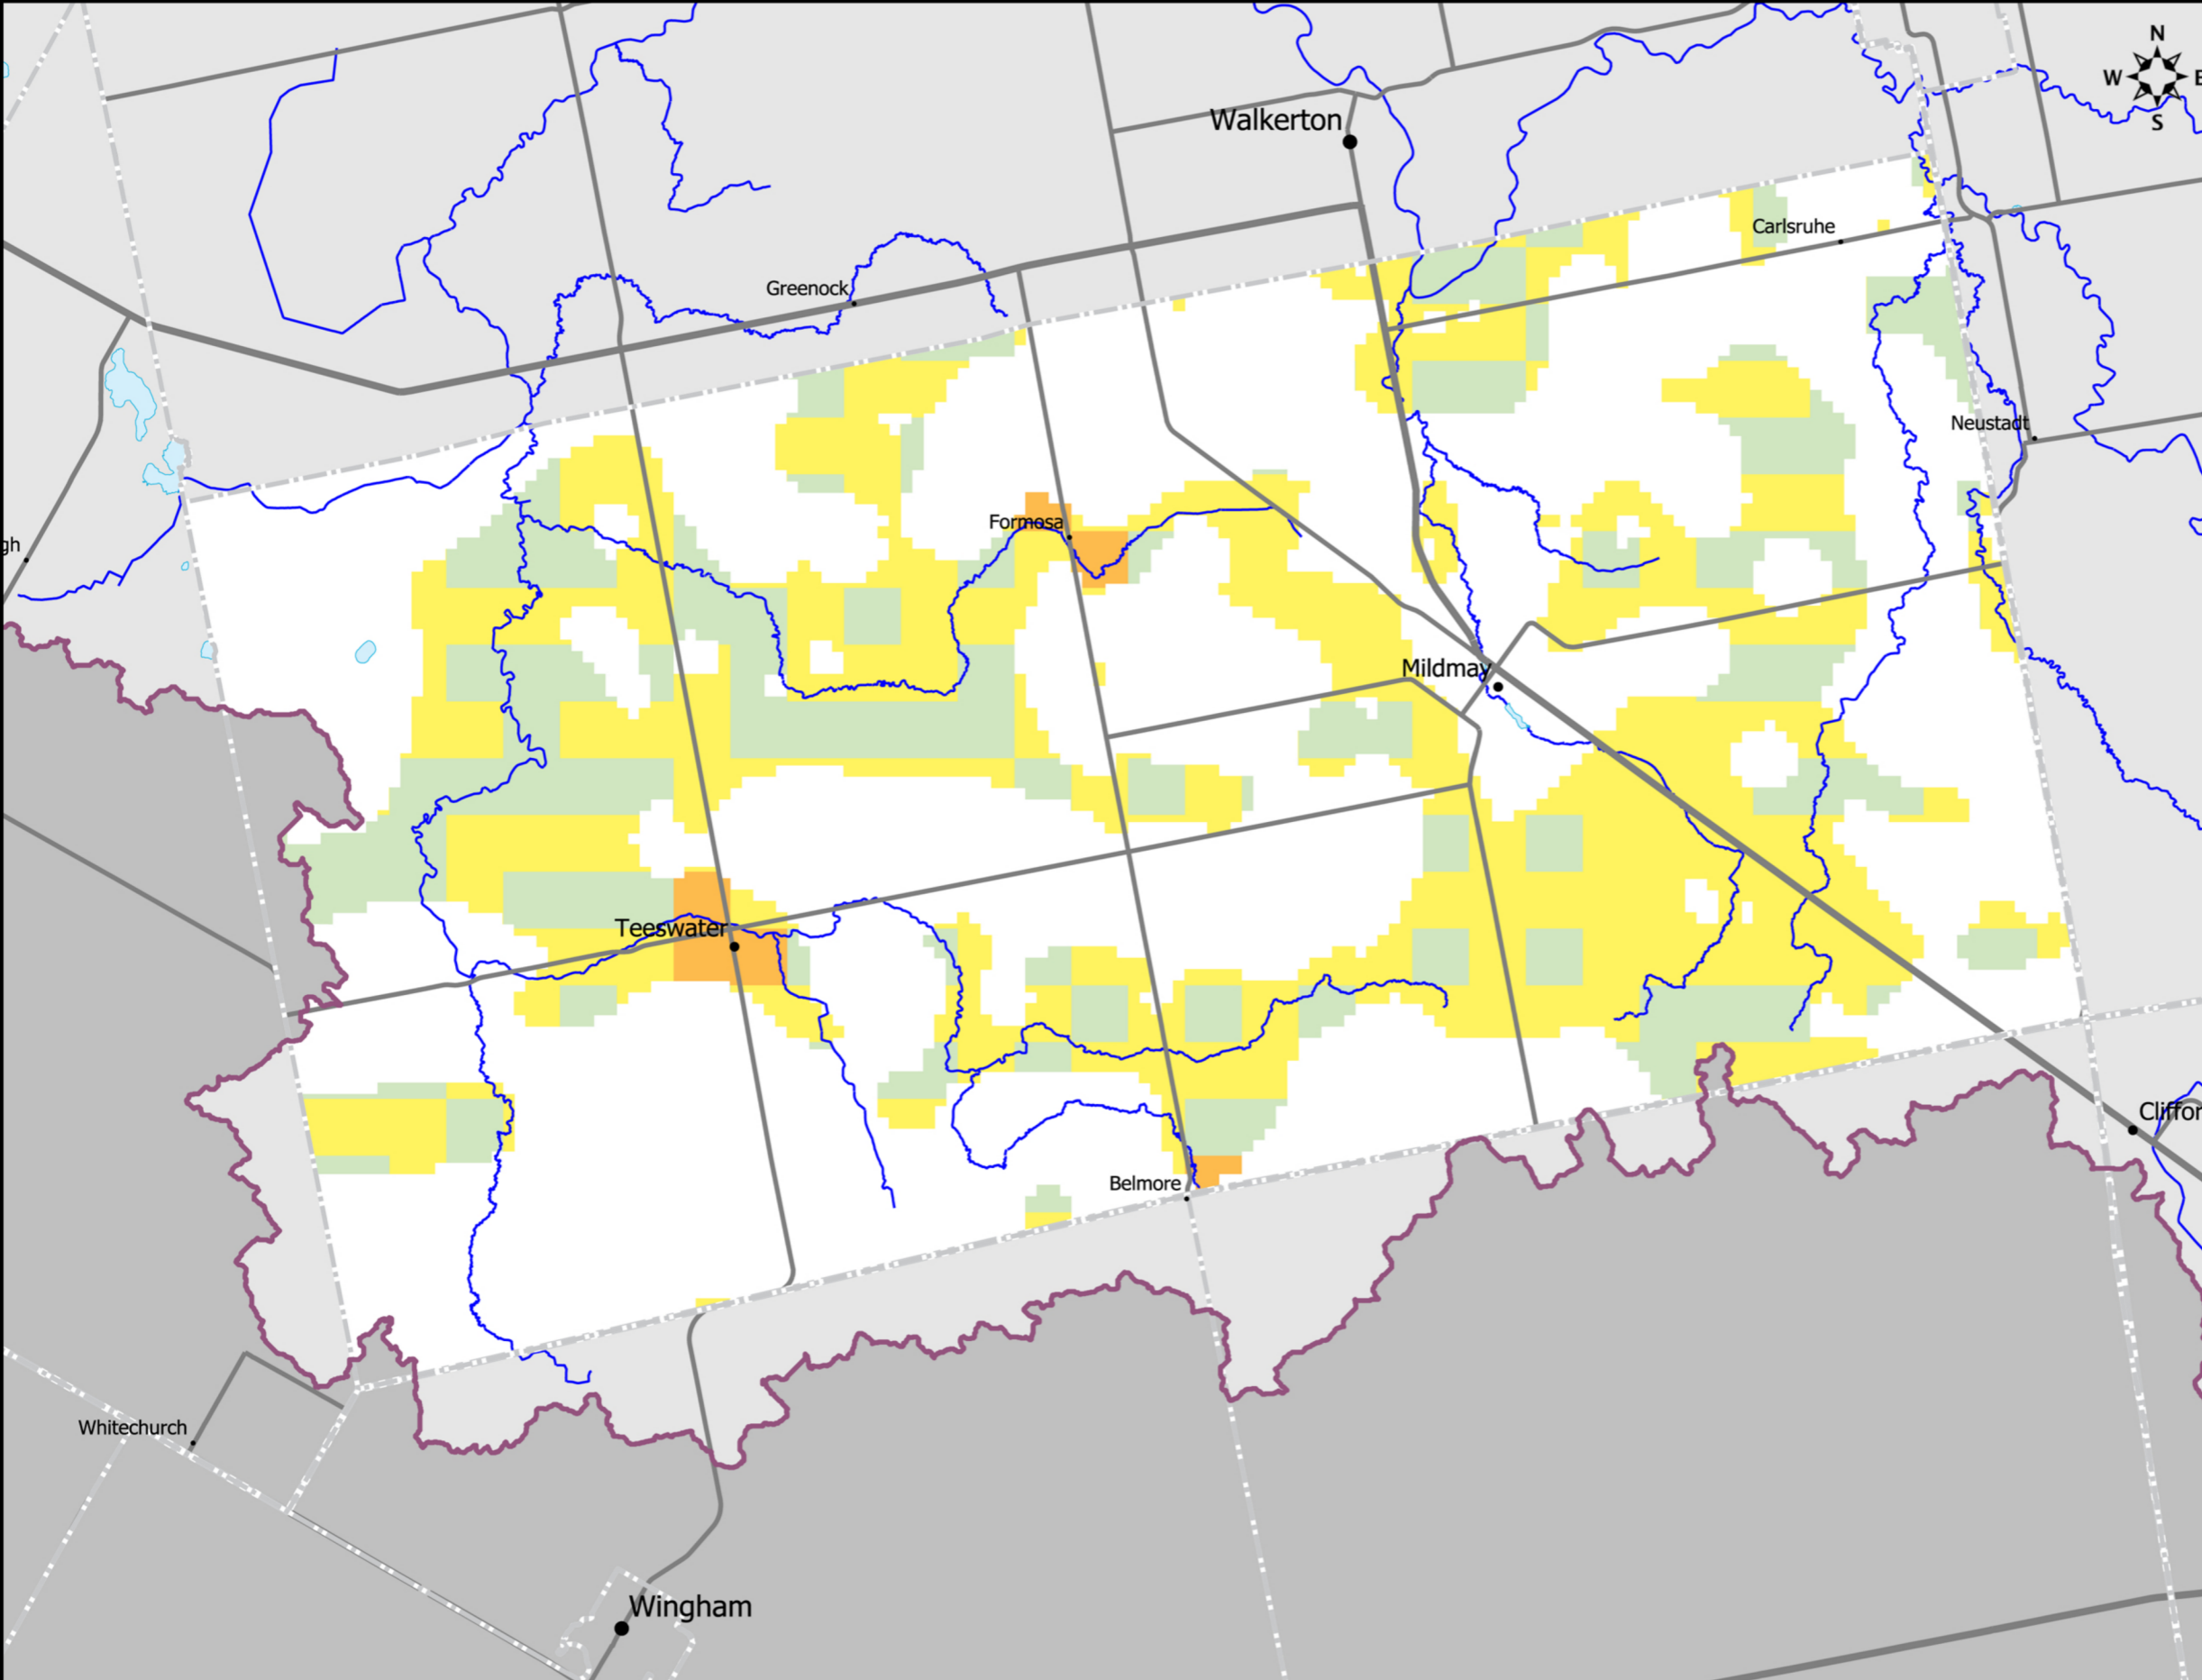 N
W
E
S
Walkerton
Carlsruhe
Greenock
Neustadt
Formosa
Mildmay
Teeswater
Belmore
Whitechurch
Wingham